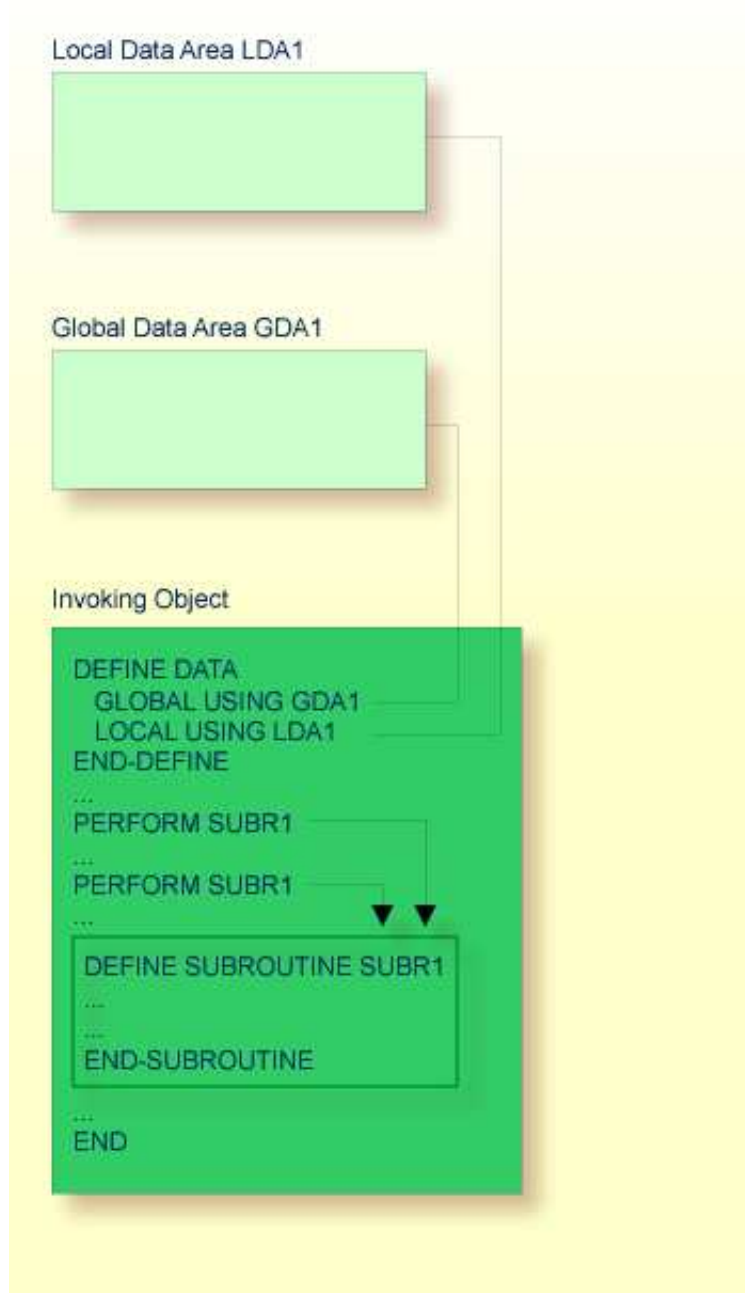 Local Data Area LDA1
Global Data Area GDA1
Invoking Object
DEFINE DATA
GLOBAL USING GDA1
LOCAL USING LDA1
END-DEFINE
...
PERFORM SUBR1
...
PERFORM SUBR1
...
DEFINE SUBROUTINE SUBR1
...
...
END-SUBROUTINE
...
END